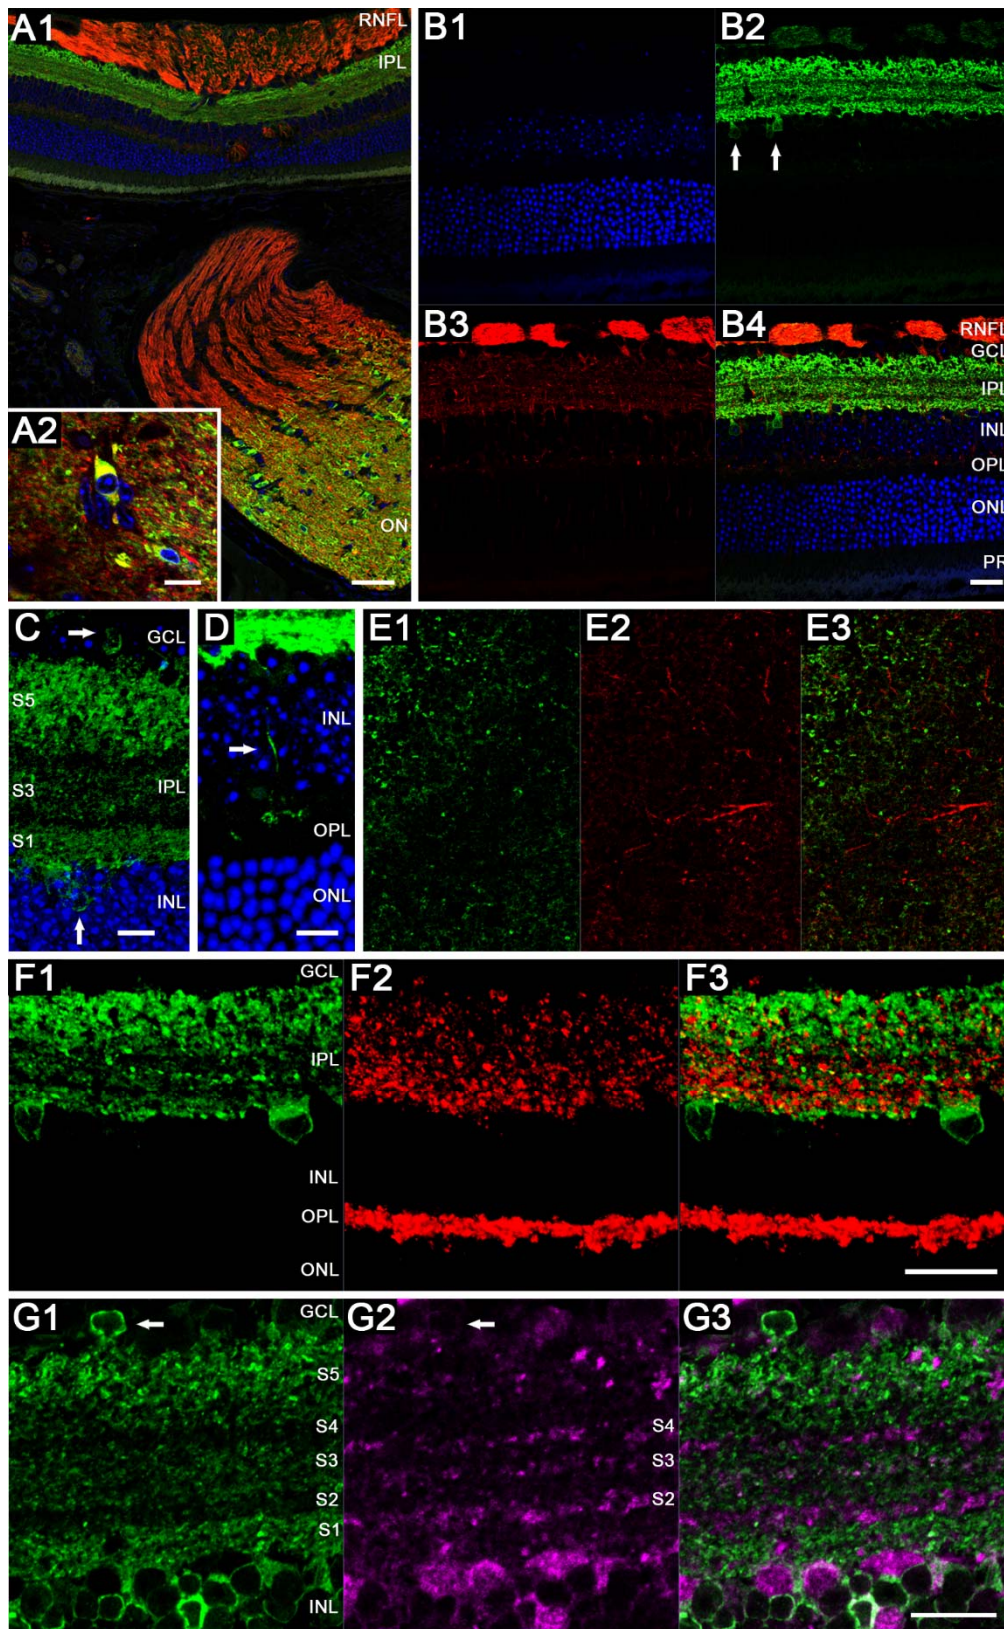 A1
RNFL
IPL
ON
A2
B1
B2
B3
B4
RNFL
GCL
IPL
INL
OPL
ONL
PR
C
GCL
S5
IPL
S3
S1
INL
D
INL
OPL
ONL
E1
E2
E3
F1
GCL
IPL
INL
OPL
ONL
F2
F3
G1
GCL
S5
S4
S3
S2
S1
INL
G2
S4
S3
S2
G3